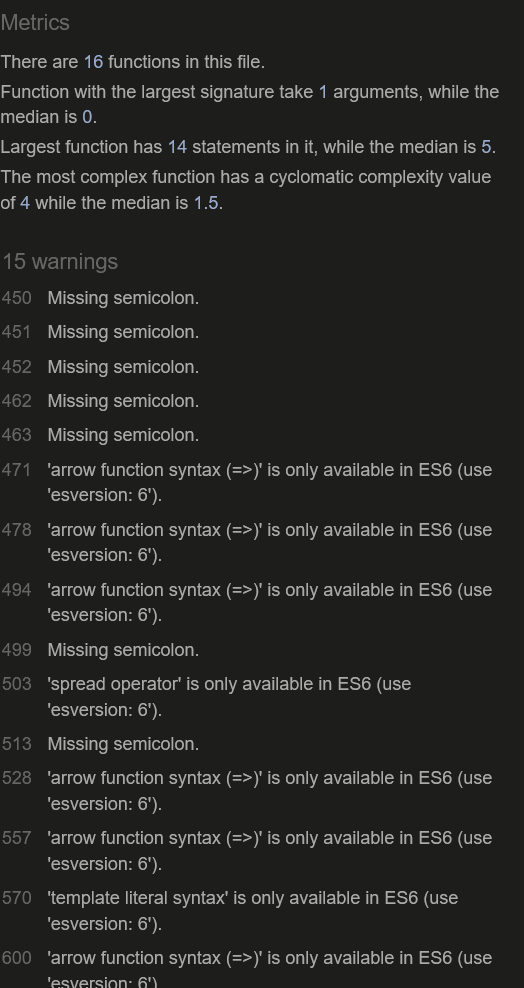 Metrics
There are 16 functions in this file.
Function with the largest signature take 1 arguments, while the
median is 0.
Largest function has 14 statements in it, while the median is 5.
The most complex function has a cyclomatic complexity value
of 4 while the median is 1.5.
15 warnings
450 Missing semicolon.
451 Missing semicolon.
452 Missing semicolon.
462 Missing semicolon.
463 Missing semicolon.
471 'arrow function syntax (=>)' is only available in ES6 (use
'esversion: 6').
478 'arrow function syntax (=>)' is only available in ES6 (use
'esversion: 6').
494 'arrow function syntax (=>)' is only available in ES6 (use
'esversion: 6').
499 Missing semicolon.
503 'spread operator' is only available in ES6 (use
'esversion: 6').
513 Missing semicolon.
528 'arrow function syntax (=>)' is only available in ES6 (use
'esversion: 6').
557 'arrow function syntax (=>)' is only available in ES6 (use
'esversion: 6').
570 'template literal syntax' is only available in ES6 (use
'esversion: 6').
600 'arrow function syntax (=>)' is only available in ES6 (use
'esversion: 6').